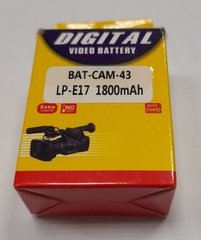 DIGITAL
VIDEO BATTERY
BAT-CAM-43
LP-E17 1800mAh
Extra
NO